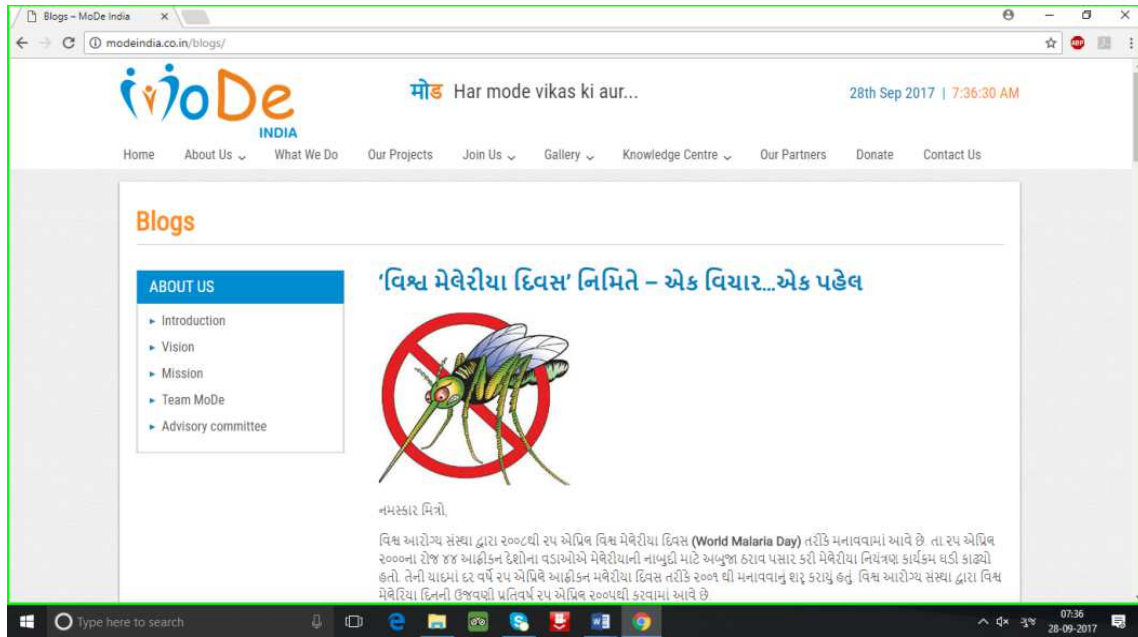 Blogs – MoDe India
modeindia.co.in/blogs/
ABP
MoDe
INDIA
मोड Har mode vikas ki aur...
28th Sep 2017 | 7:36:30 AM
Home About Us What We Do Our Projects Join Us Gallery Knowledge Centre Our Partners Donate Contact Us
Blogs
ABOUT US
Introduction
Vision
Mission
Team MoDe
Advisory committee
‘વિશ્વ મેલેરીયા દિવસ’ નિમિતે – એક વિચાર…એક પહેલ
નમસ્કાર મિત્રો,
વિશ્વ આરોગ્ય સંસ્થા દ્વારા ૨૦૦૮થી ૨૫ એપ્રિલ વિશ્વ મેલેરીયા દિવસ (World Malaria Day) તરીકે મનાવવામાં આવે છે. તા ૨૫ એપ્રિલ
૨૦૦૦ના રોજ ૪૪ આફ્રીકન દેશોના વડાઓએ મેલેરીયાની નાબુદી માટે અબુજા ઠરાવ પસાર કરી મેલેરીયા નિયંત્રણ કાર્યક્મ ઘડી કાઢ્યો
હતો. તેની યાદમાં દર વર્ષે ૨૫ એપ્રિલે આફ્રીકન મલેરીયા દિવસ તરીકે ૨૦૦૧ થી મનાવવાનું શરૂ કરાયું હતું. વિશ્વ આરોગ્ય સંસ્થા દ્વારા વિશ્વ
મેલેરિયા દિનની ઉજવણી પ્રતિવર્ષ ૨૫ એપ્રિલ ૨૦૦૫થી કરવામાં આવે છે.
Type here to search
ગુજ
07:36
28-09-2017